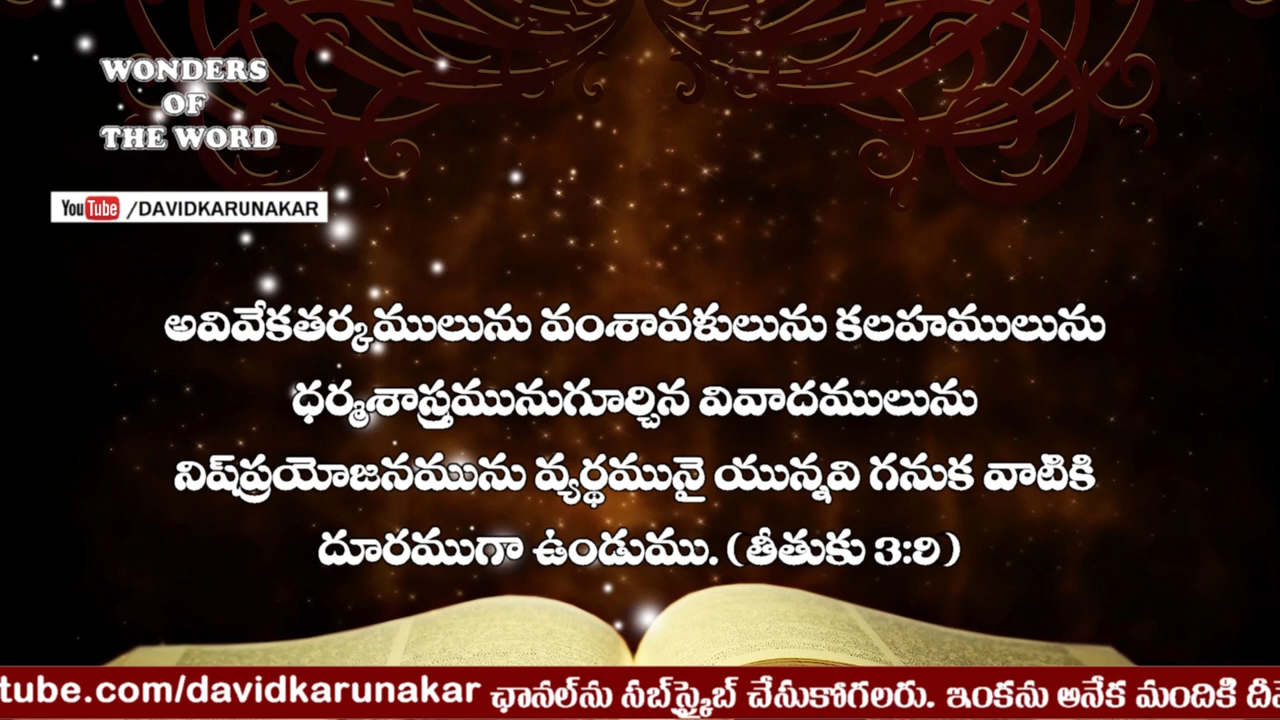 WONDERS
OF
THE WORD
YouTube /DAVIDKARUNAKAR
అవివేకతర్కములును వంశావళులును కలహములును
ధర్మశాస్త్రమునుగూర్చిన వివాదములును
నిష్‌ప్రయోజనమును వ్యర్థమునై యున్నవి గనుక వాటికి
దూరముగా ఉండుము. (తీతుకు 3:9)
tube.com/davidkarunakar ఛానల్‌ను సబ్‌స్క్రైబ్ చేసుకోగలరు. ఇంకను అనేక మందికి